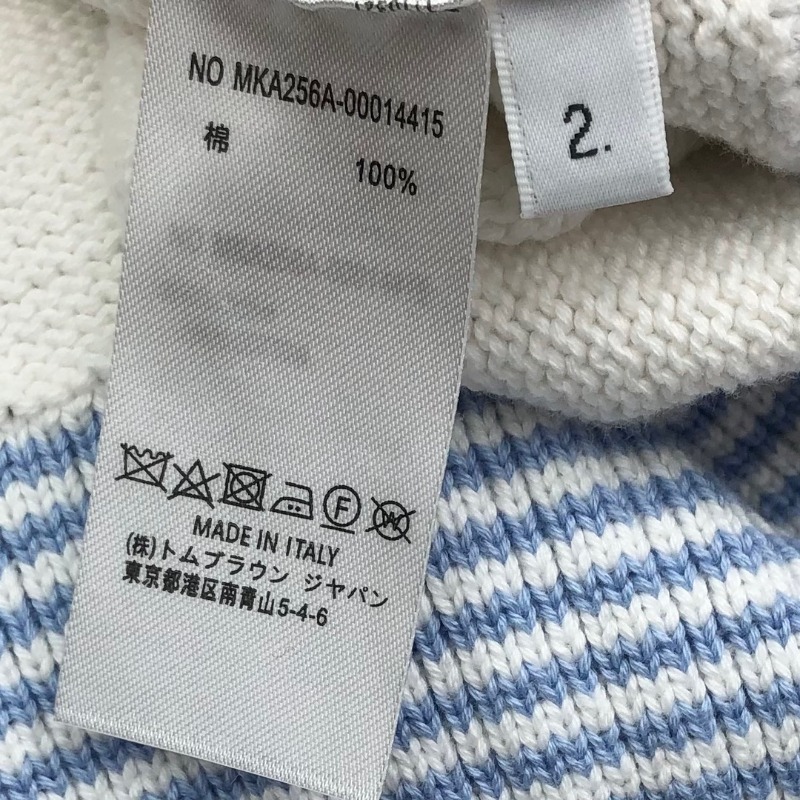 NO MKA256A-00014415
棉
100%
2.
F
W
MADE IN ITALY
(株)トムブラウン ジャパン
東京都港区南青山5-4-6